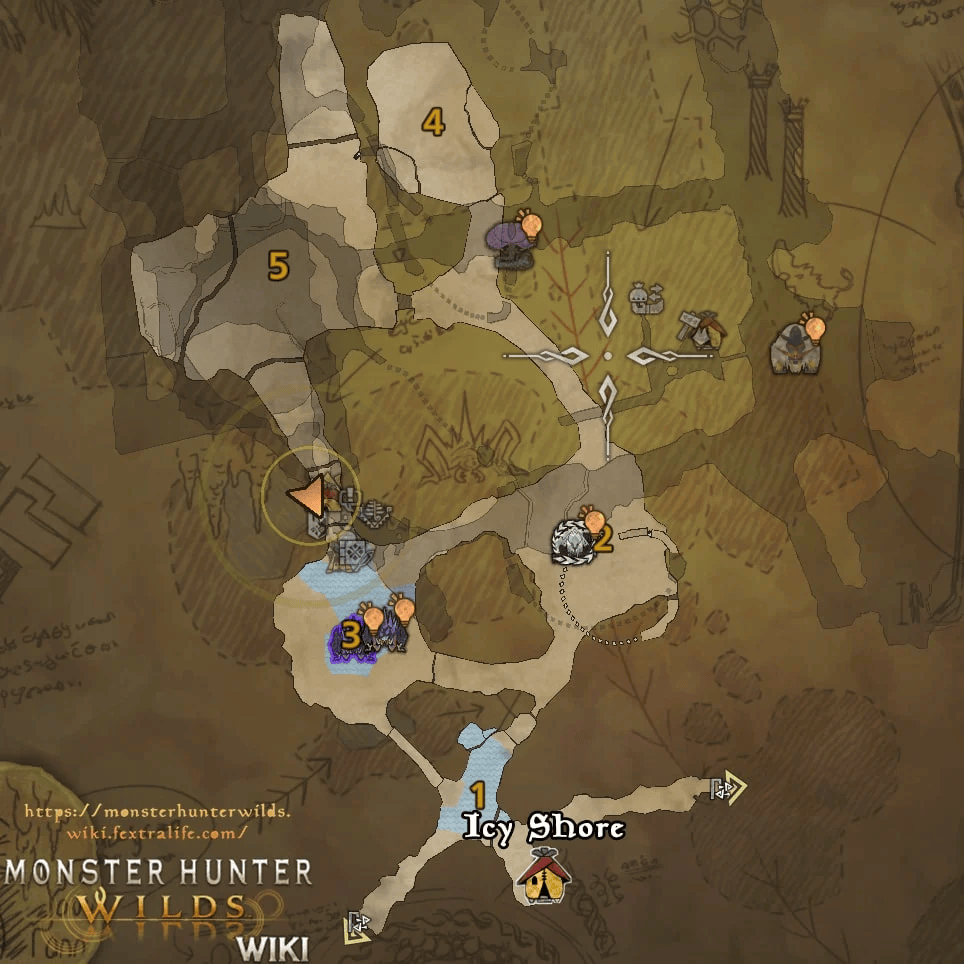 4
5
2
3
1
Icy Shore
https://monsterhunterwilds.
wiki.fextralife.com/
MONSTER HUNTER
WILDS
WIKI